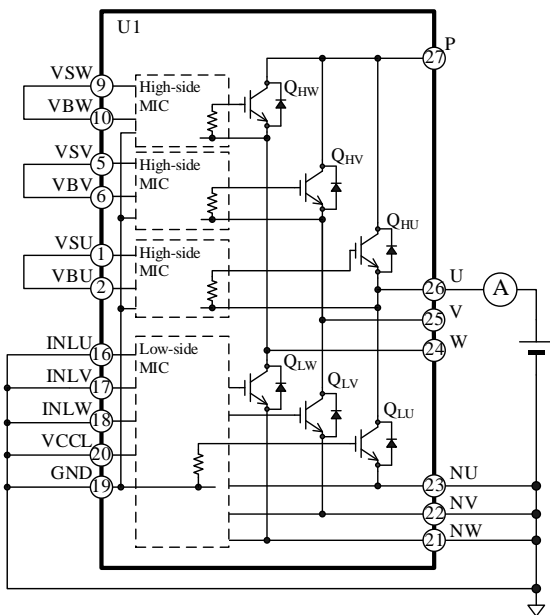 U1
P
27
VSW
9
High-side
MIC
QHW
VBW
10
VSV
5
High-side
MIC
QHV
VBV
6
VSU
1
High-side
MIC
QHU
VBU
2
U
26
A
V
25
W
24
INLU
16
Low-side
MIC
INLV
17
QLW
QLV
INLW
18
QLU
VCCL
20
GND
19
NU
23
NV
22
NW
21